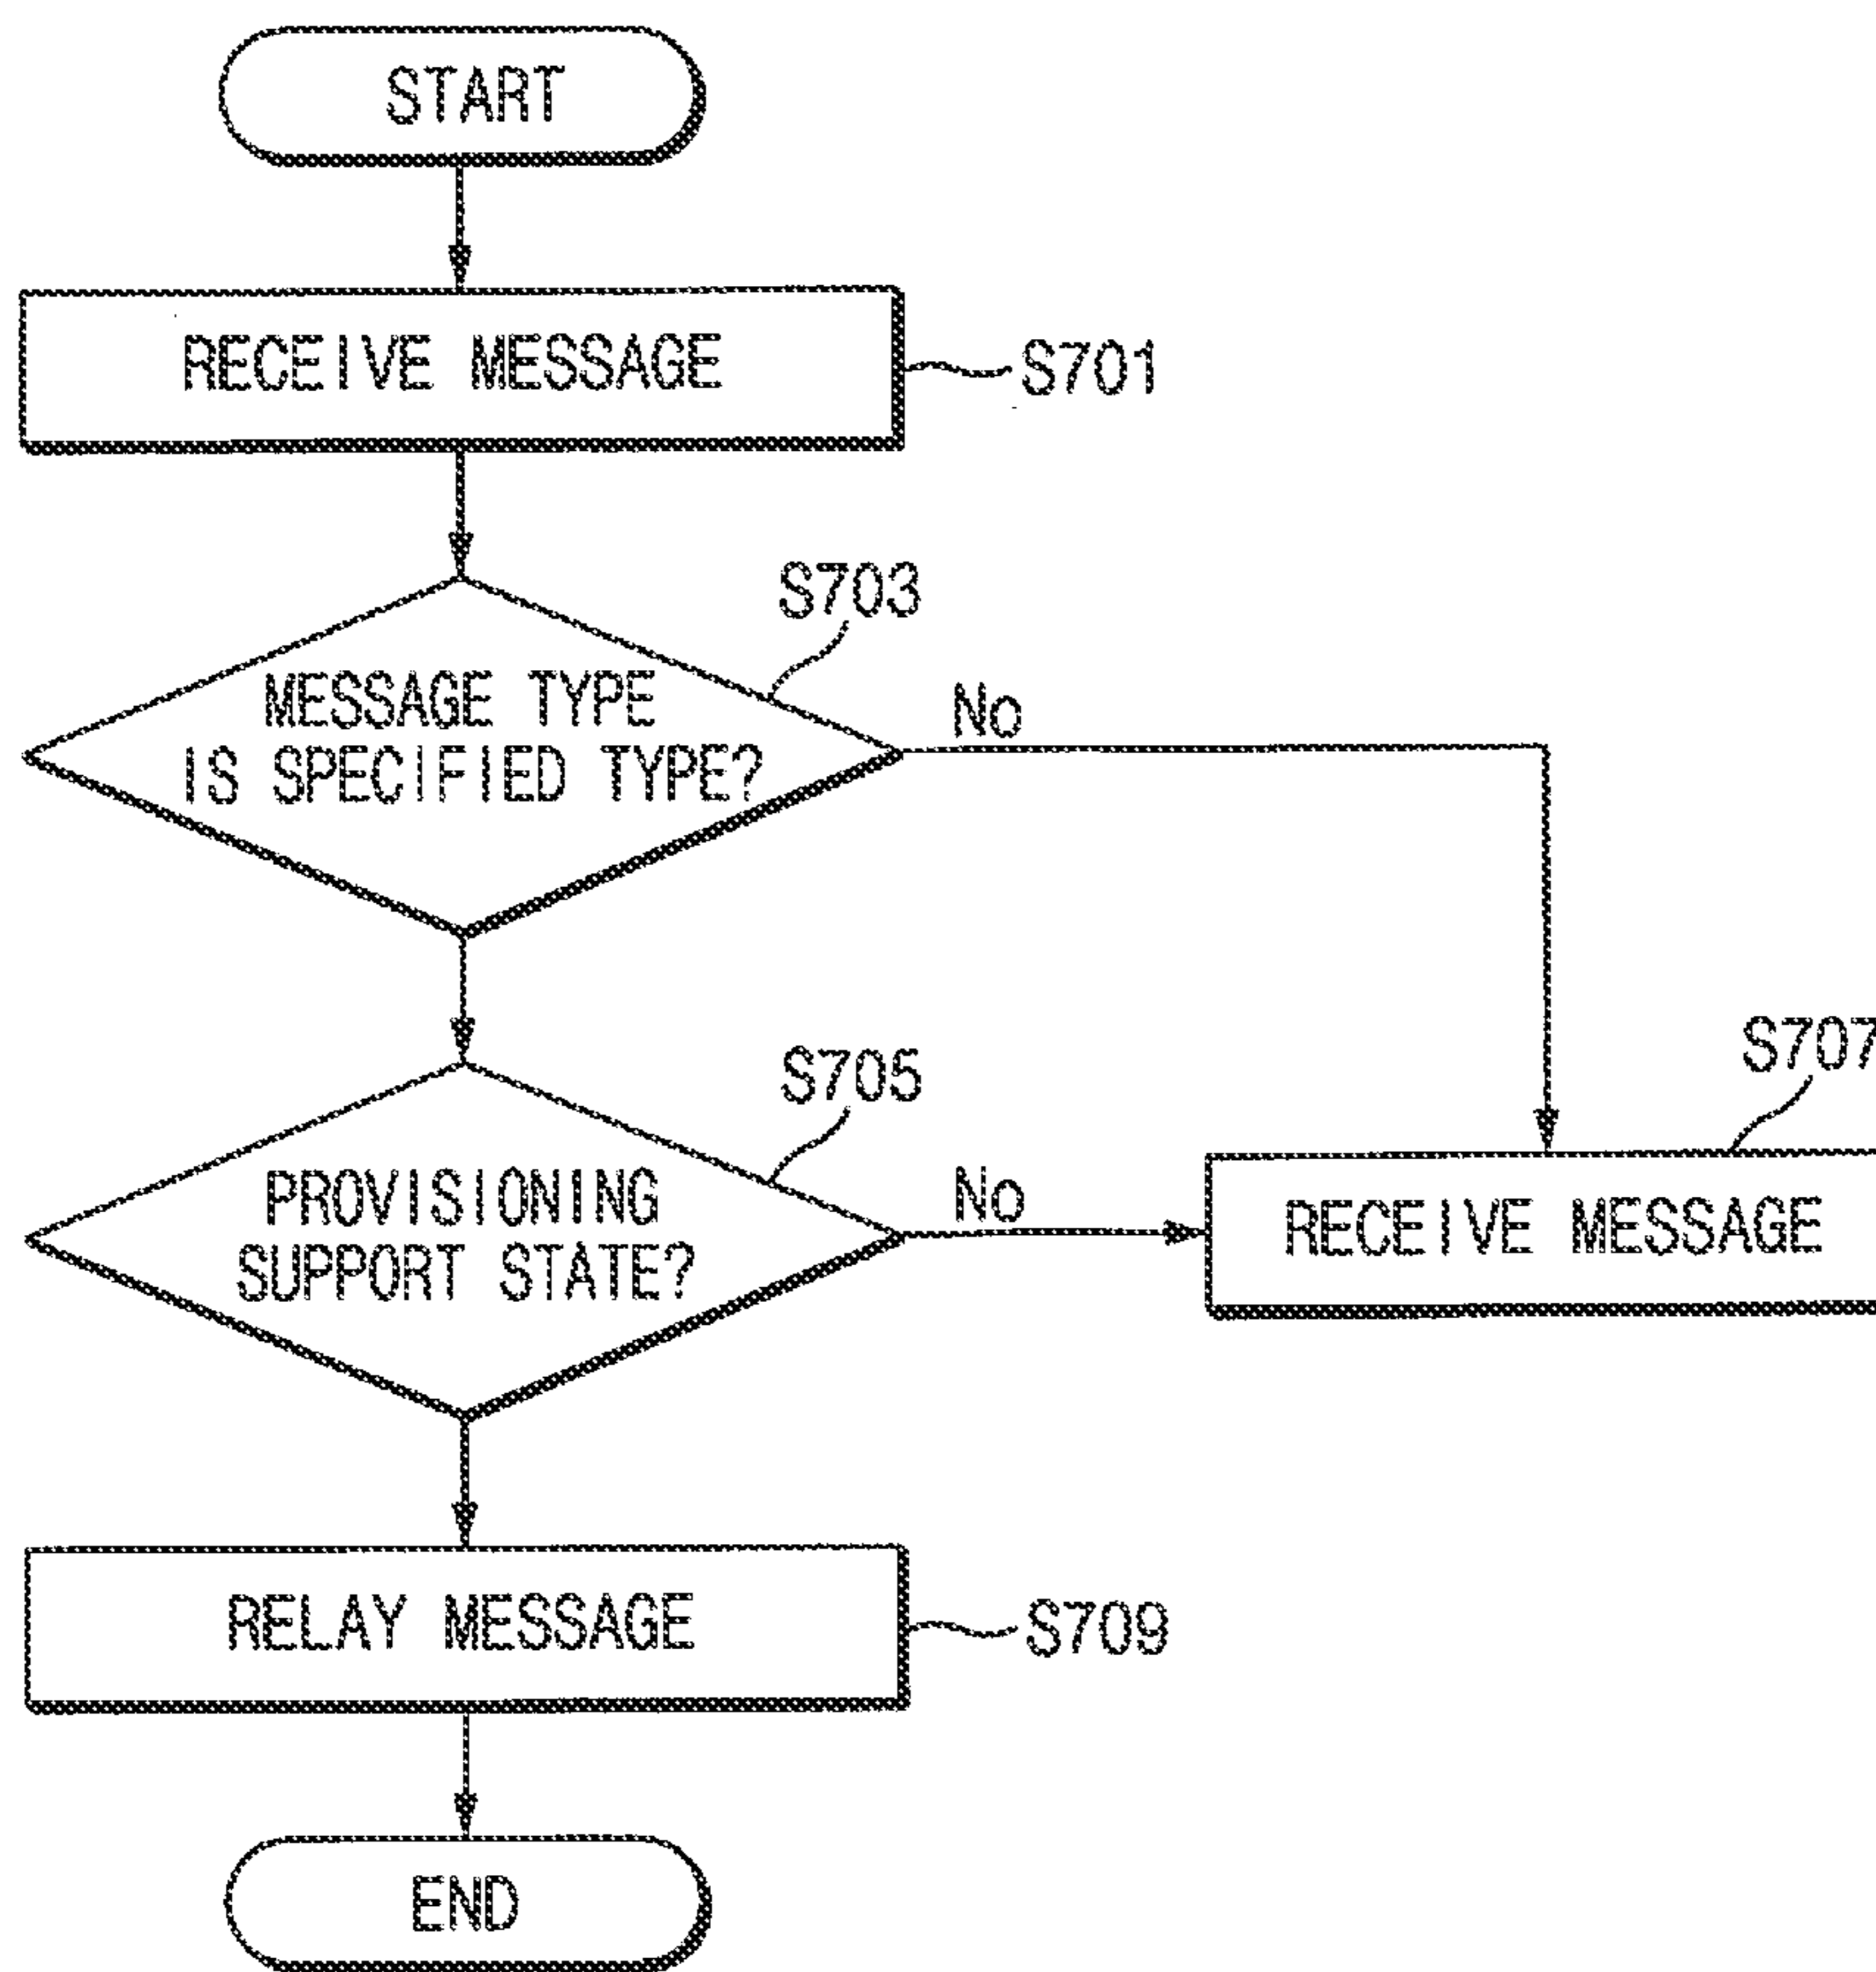 START
RECEIVE MESSAGE
S701
S703
MESSAGE TYPE
IS SPECIFIED TYPE?
No
S705
PROVISIONING
SUPPORT STATE?
No
S707
RECEIVE MESSAGE
RELAY MESSAGE
S709
END